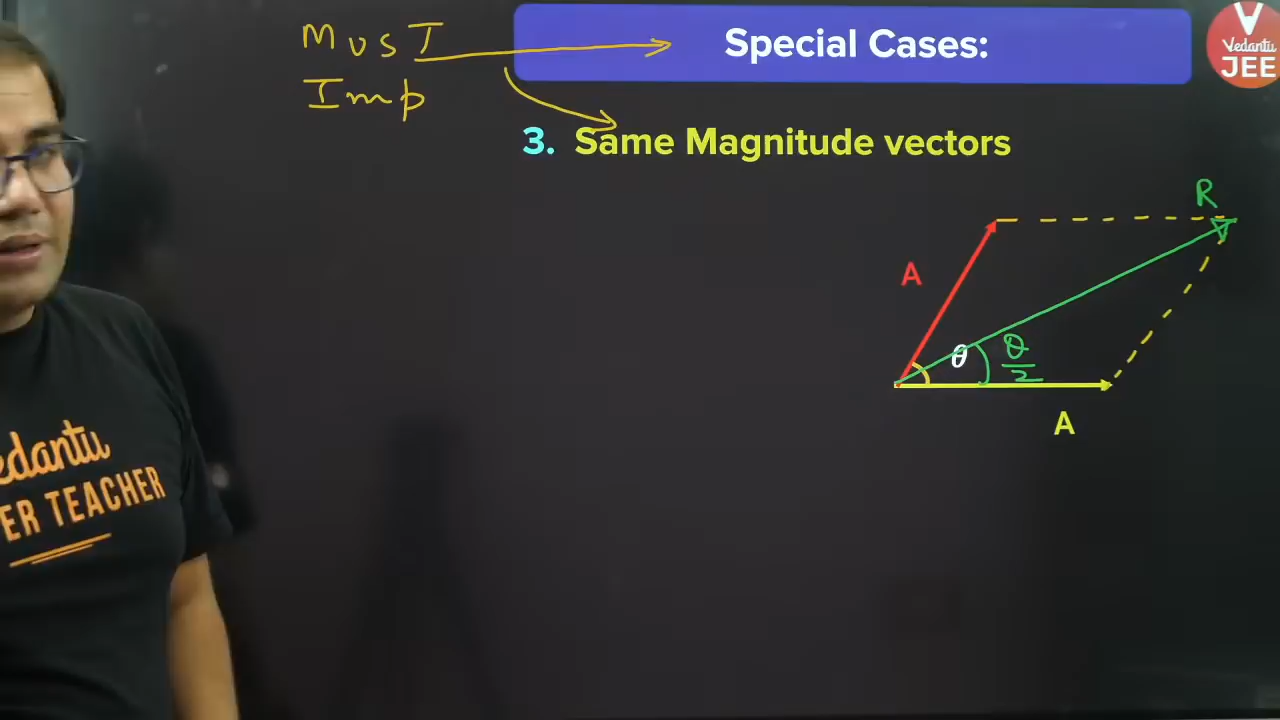 MUST
Imp
Special Cases:
Vedantu
JEE
3. Same Magnitude vectors
R
A
θ
θ/2
A
edantu
ER TEACHER